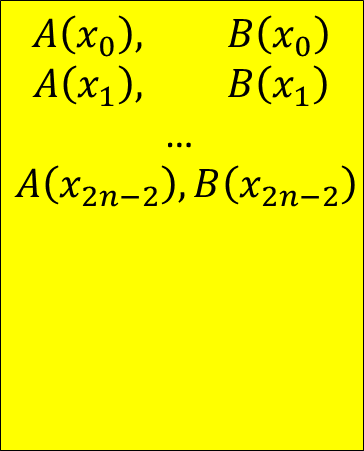 A(x₀), B(x₀)
A(x₁), B(x₁)
...
A(x₂ₙ₋₂), B(x₂ₙ₋₂)